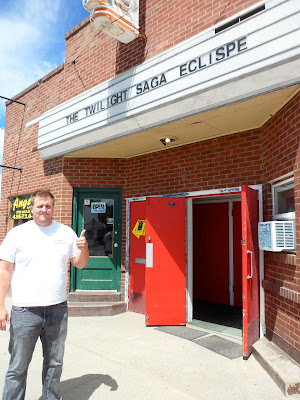 THE TWILIGHT SAGA ECLIPSE
OPEN